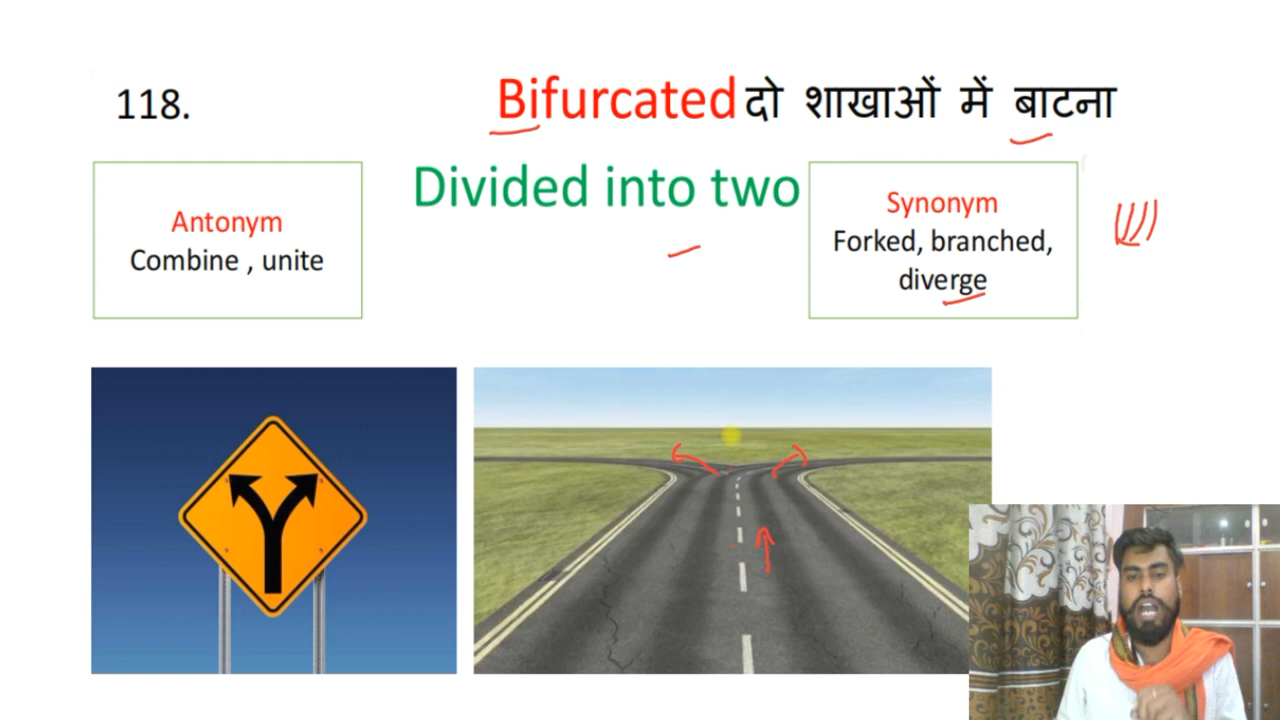 118.
Bifurcated दो शाखाओं में बाटना
Divided into two
Antonym
Combine , unite
Synonym
Forked, branched,
diverge